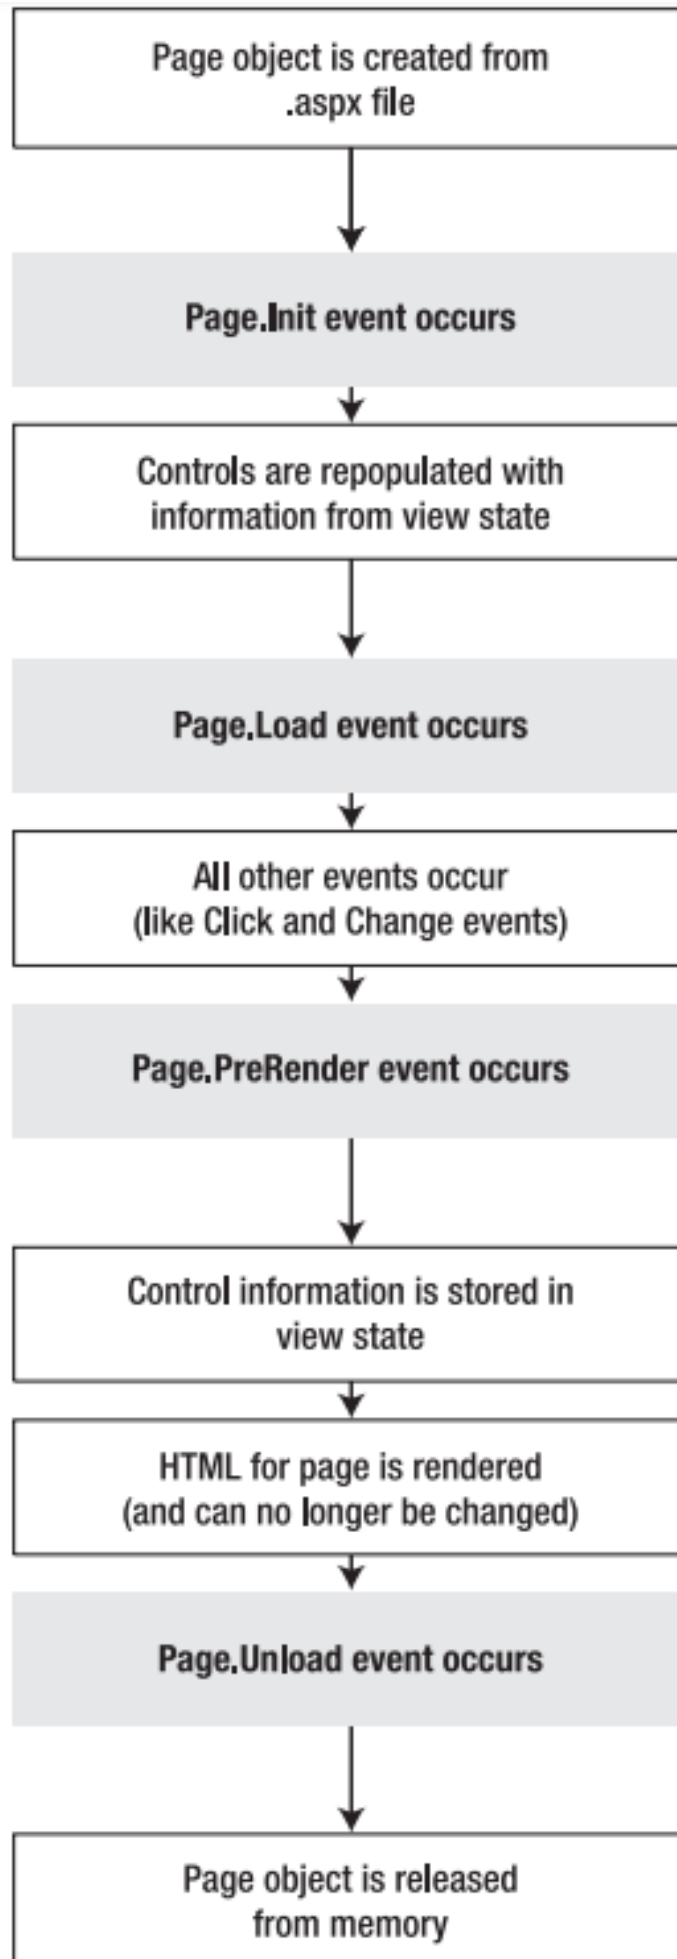 Page object is created from
.aspx file
Page.Init event occurs
Controls are repopulated with
information from view state
Page.Load event occurs
All other events occur
(like Click and Change events)
Page.PreRender event occurs
Control information is stored in
view state
HTML for page is rendered
(and can no longer be changed)
Page.Unload event occurs
Page object is released
from memory